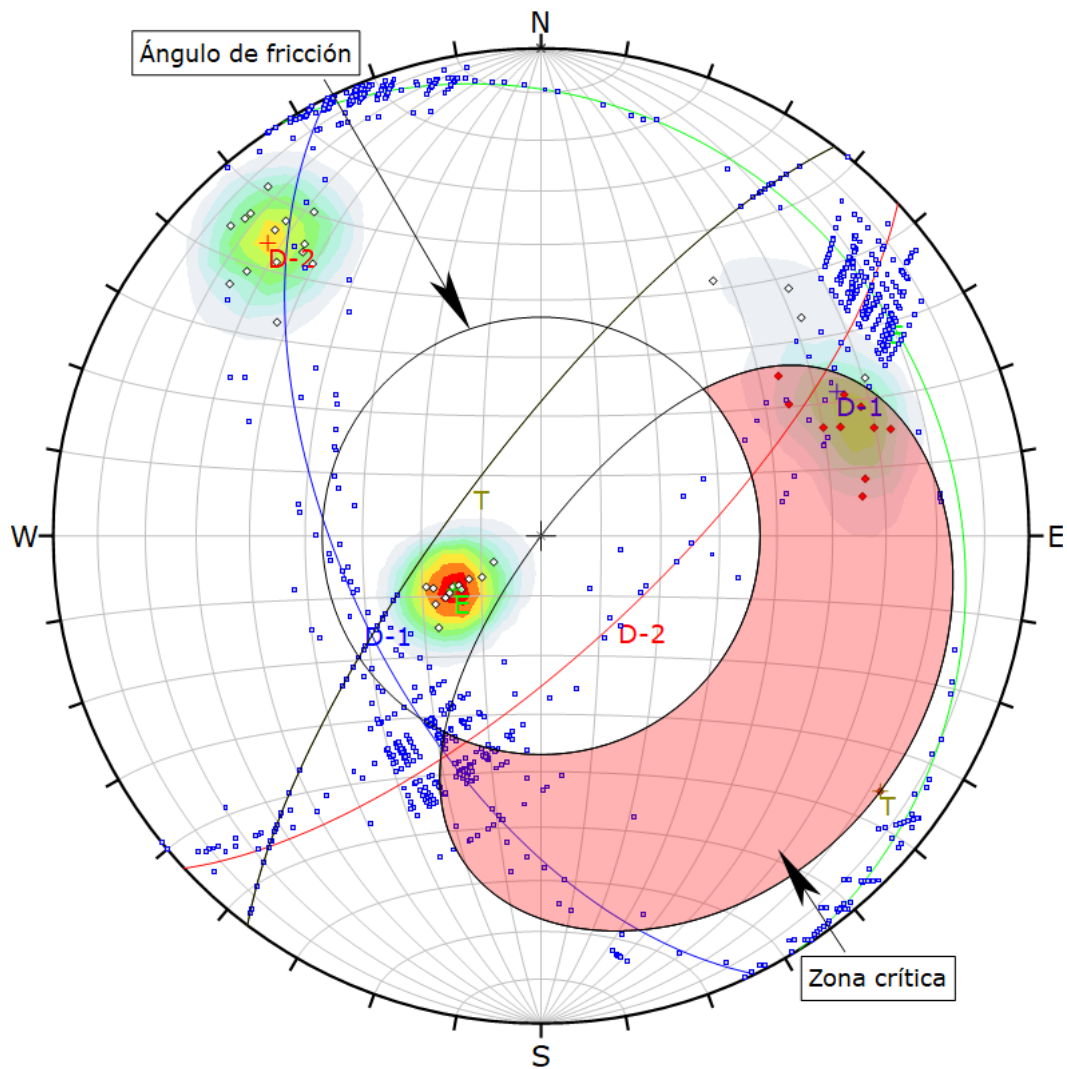 N
Ángulo de fricción
D-2
E
D-1
T
W
E
E
D-1
D-2
T
Zona crítica
S